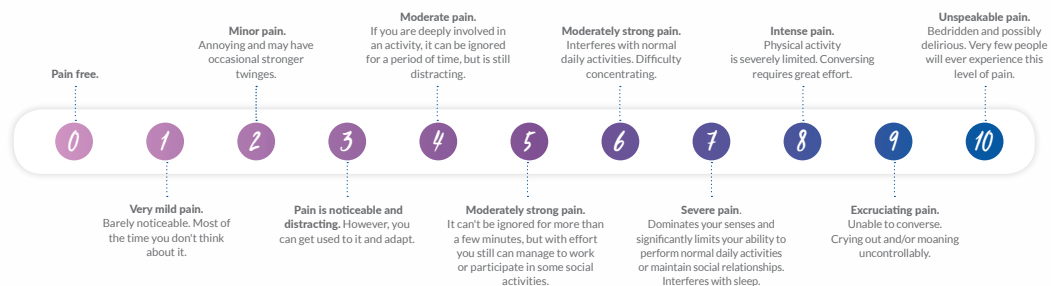 Pain free.
Minor pain.
Annoying and may have
occasional stronger
twinges.
Moderate pain.
If you are deeply involved in
an activity, it can be ignored
for a period of time, but is still
distracting.
Moderately strong pain.
Interferes with normal
daily activities. Difficulty
concentrating.
Intense pain.
Physical activity
is severely limited. Conversing
requires great effort.
Unspeakable pain.
Bedridden and possibly
delirious. Very few people
will ever experience this
level of pain.
0 1 2 3 4 5 6 7 8 9 10
Very mild pain.
Barely noticeable. Most of
the time you don't think
about it.
Pain is noticeable and
distracting. However, you
can get used to it and adapt.
Moderately strong pain.
It can't be ignored for more than
a few minutes, but with effort
you still can manage to work
or participate in some social
activities.
Severe pain.
Dominates your senses and
significantly limits your ability to
perform normal daily activities
or maintain social relationships.
Interferes with sleep.
Excruciating pain.
Unable to converse.
Crying out and/or moaning
uncontrollably.